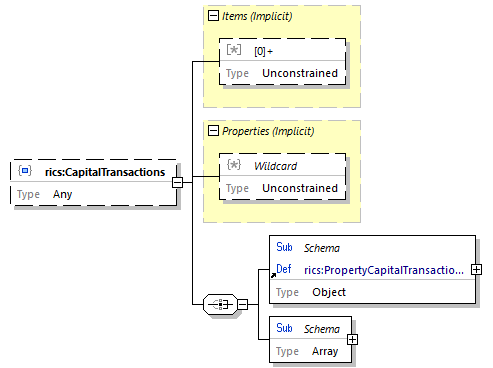 Items (Implicit)
[0]+
Type Unconstrained
Properties (Implicit)
Wildcard
Type Unconstrained
rics:CapitalTransactions
Type Any
Sub Schema
Def rics:PropertyCapitalTransactio...
Type Object
Sub Schema
Type Array